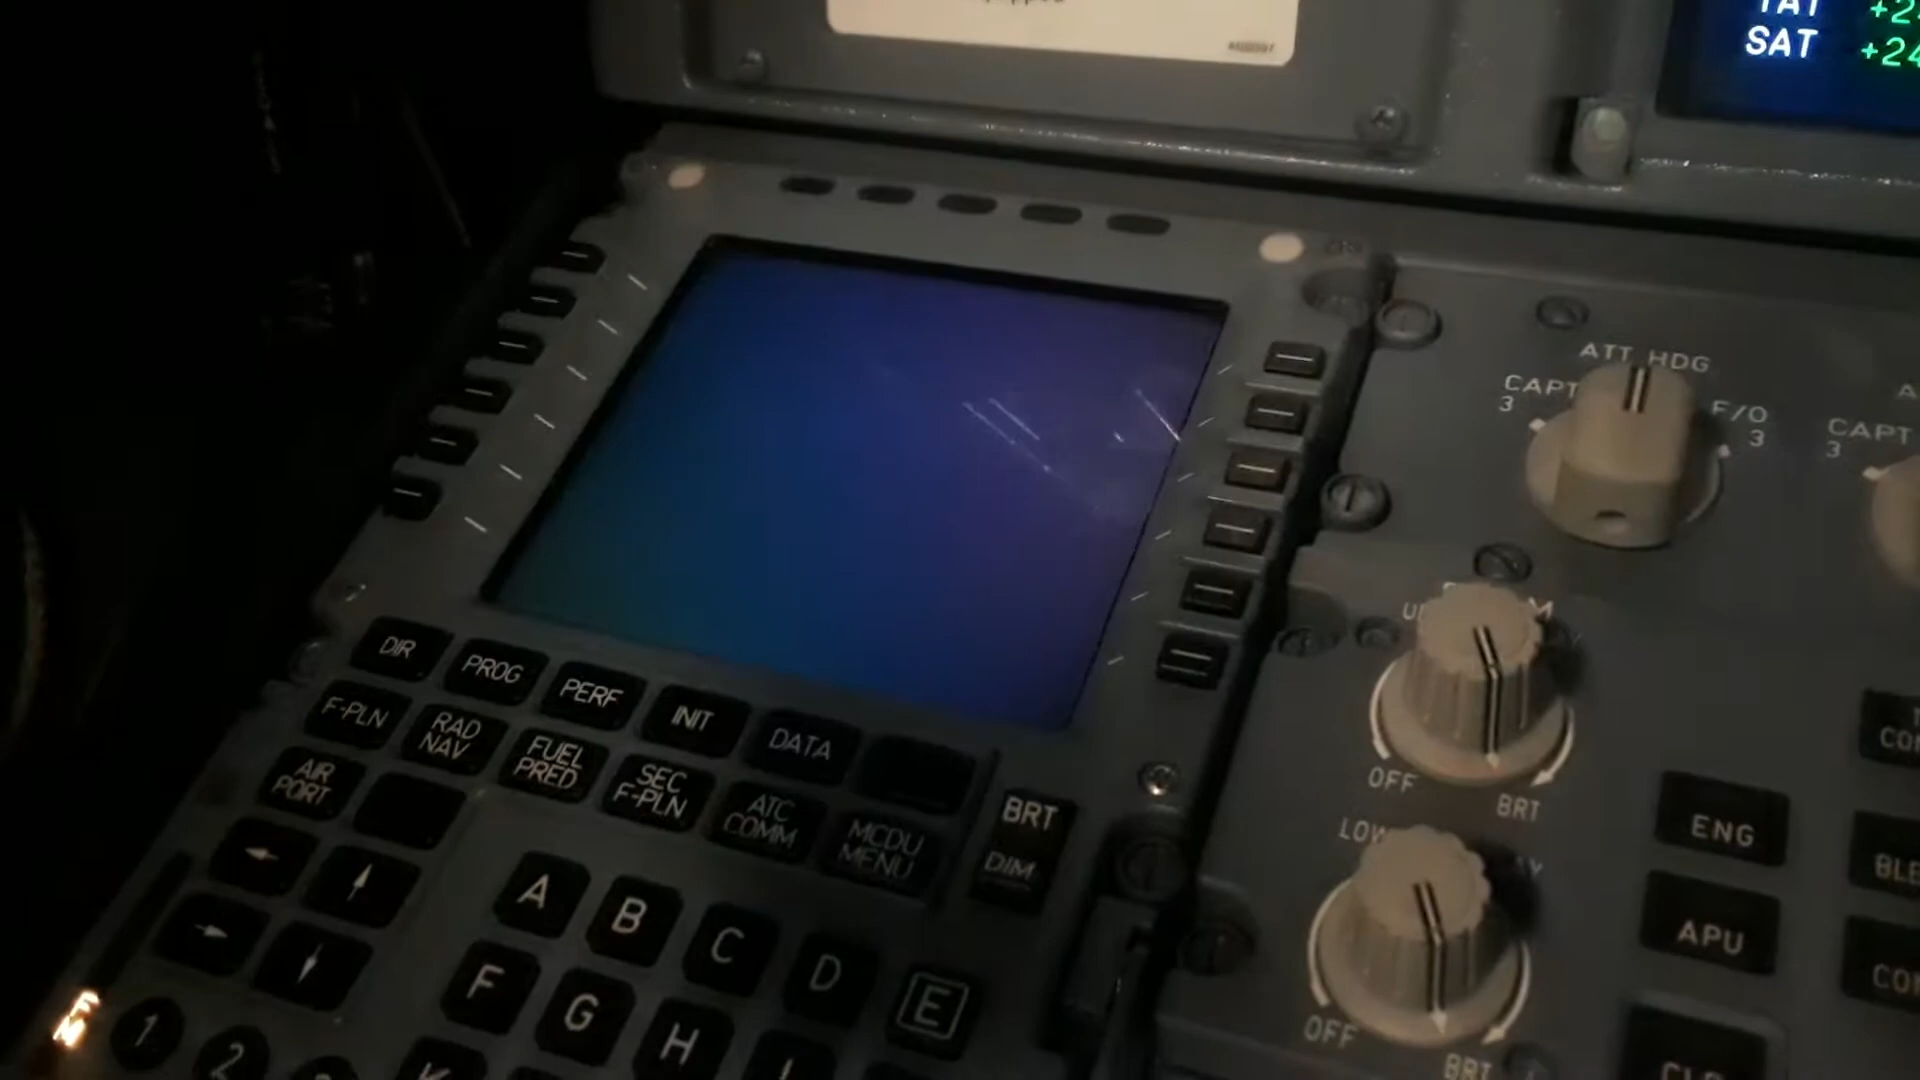 TAT +2
SAT +24
ATT HDG
CAPT
3
F/O
3
CAPT
3
OFF
BRT
OFF
BRT
ENG
APU
DIR
PROG
PERF
INIT
DATA
F-PLN
RAD
NAV
FUEL
PRED
SEC
F-PLN
ATC
COMM
MCDU
MENU
BRT
DIM
AIR
PORT
A
B
C
D
E
F
G
H
1
2